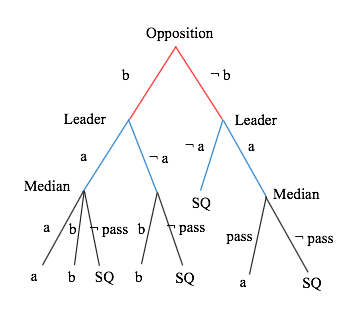 Opposition
b ¬ b
Leader Leader
a ¬ a ¬ a a
Median SQ Median
a b ¬ pass b ¬ pass pass ¬ pass
a b SQ b SQ a SQ